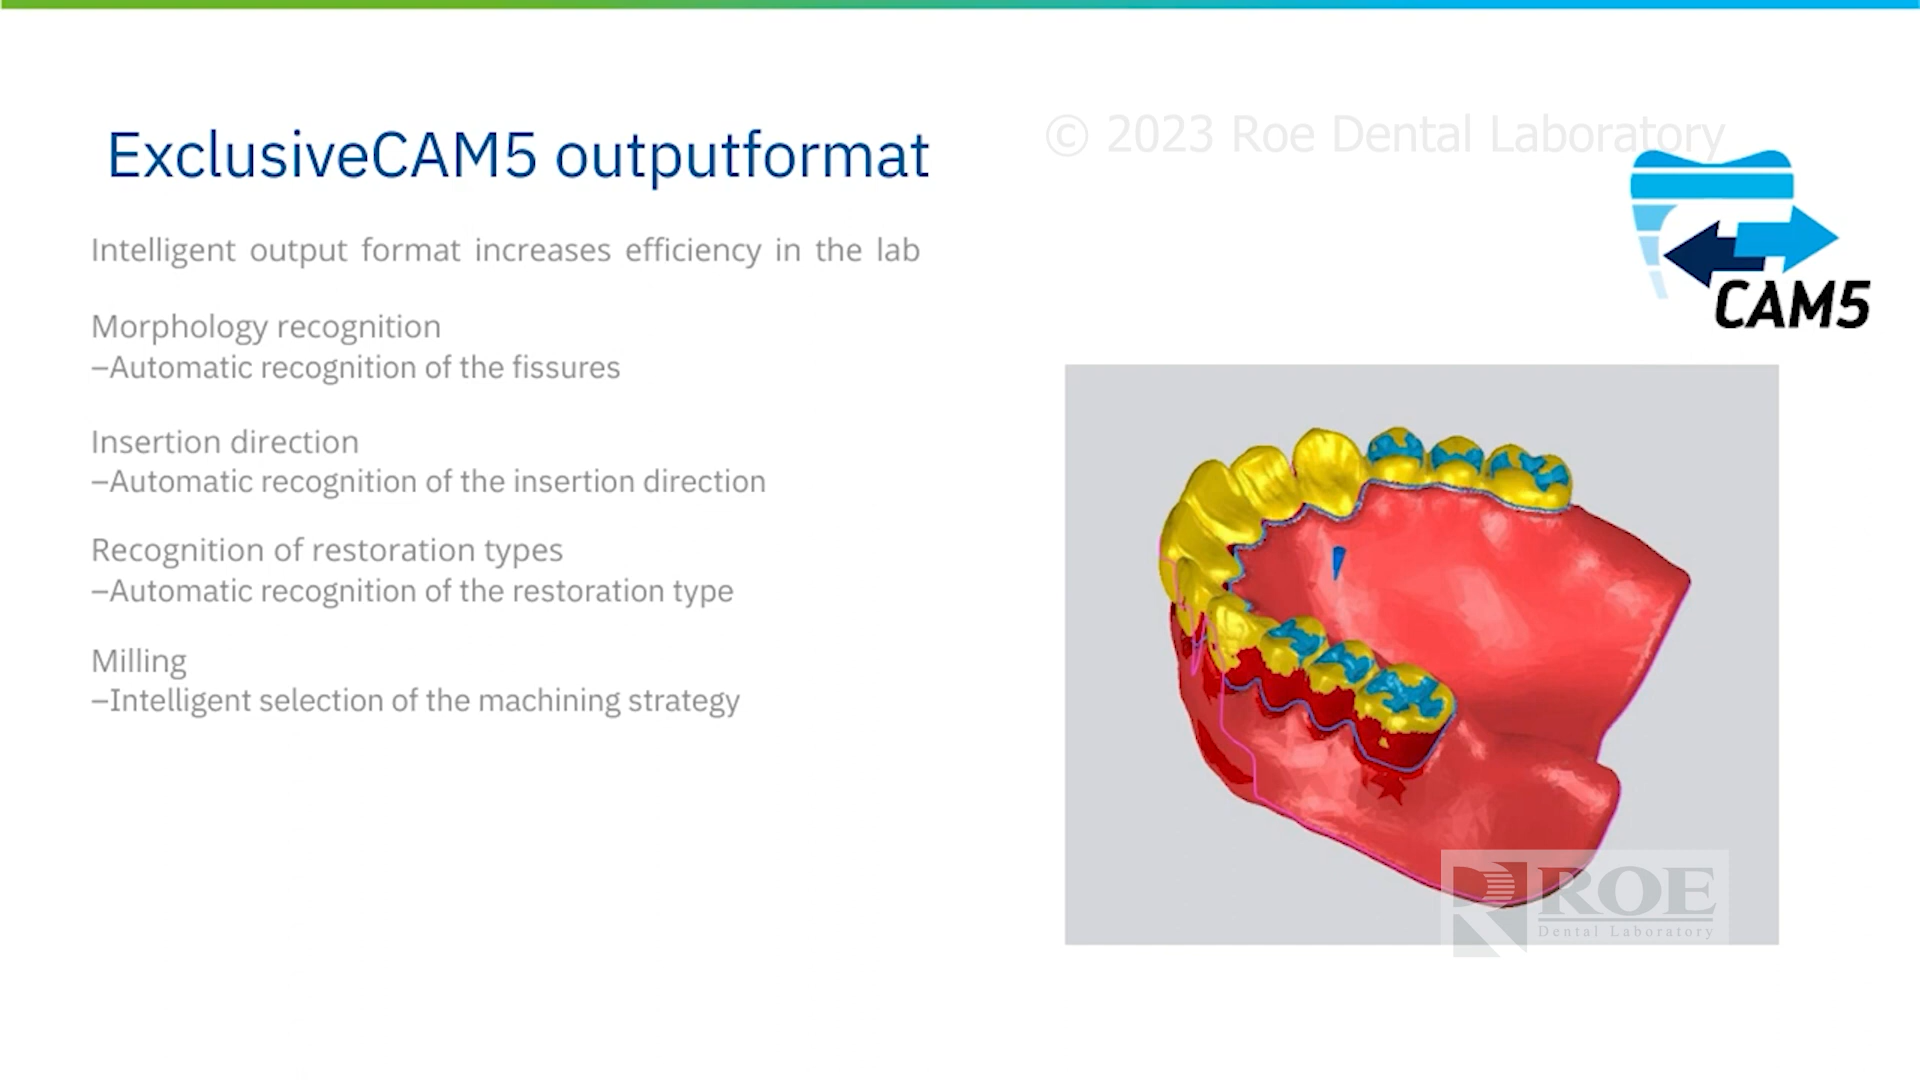 © 2023 Roe Dental Laboratory
ExclusiveCAM5 outputformat
CAM5
Intelligent output format increases efficiency in the lab
Morphology recognition
–Automatic recognition of the fissures
Insertion direction
–Automatic recognition of the insertion direction
Recognition of restoration types
–Automatic recognition of the restoration type
Milling
–Intelligent selection of the machining strategy
ROE
Dental Laboratory